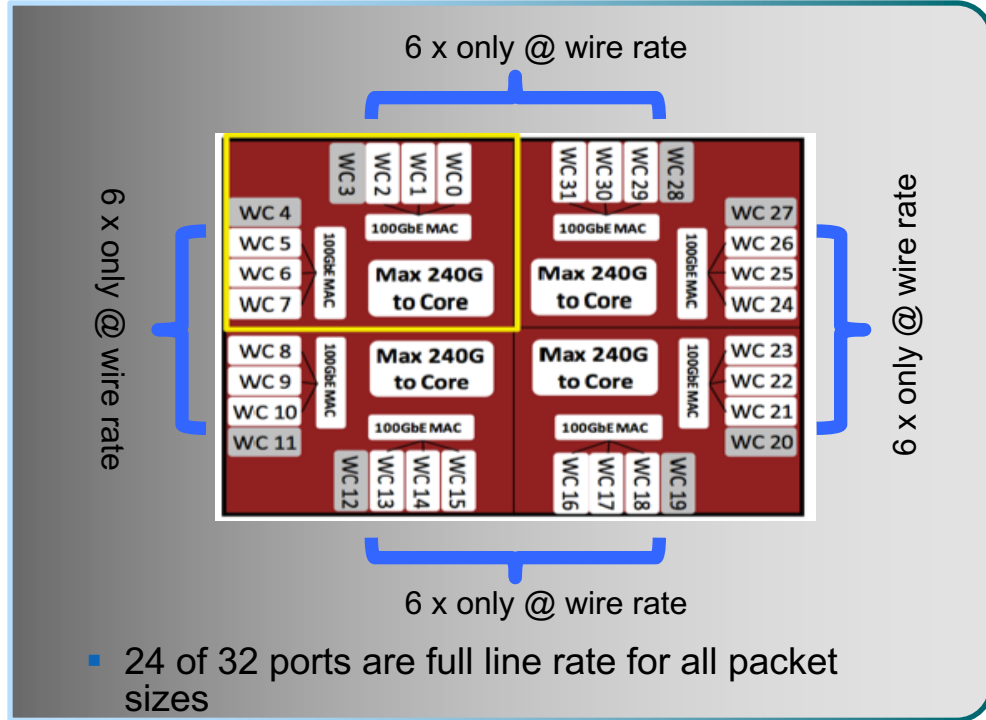 6 x only @ wire rate
6 x only @ wire rate
WC 3
WC 2
WC 1
WC 0
100GbE MAC
WC 4
WC 5
WC 6
WC 7
100GbE MAC
Max 240G
to Core
WC 31
WC 30
WC 29
WC 28
100GbE MAC
WC 27
WC 26
WC 25
WC 24
100GbE MAC
Max 240G
to Core
WC 8
WC 9
WC 10
WC 11
100GbE MAC
Max 240G
to Core
100GbE MAC
WC 12
WC 13
WC 14
WC 15
Max 240G
to Core
100GbE MAC
WC 23
WC 22
WC 21
WC 20
100GbE MAC
WC 16
WC 17
WC 18
WC 19
6 x only @ wire rate
6 x only @ wire rate
24 of 32 ports are full line rate for all packet
sizes